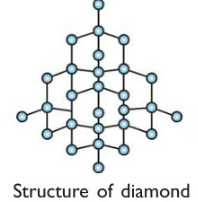 Structure of diamond